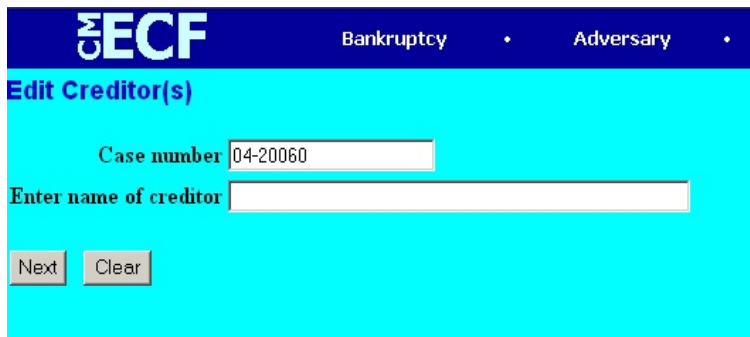 CM ECF Bankruptcy • Adversary •
Edit Creditor(s)
Case number 04-20060
Enter name of creditor
Next Clear